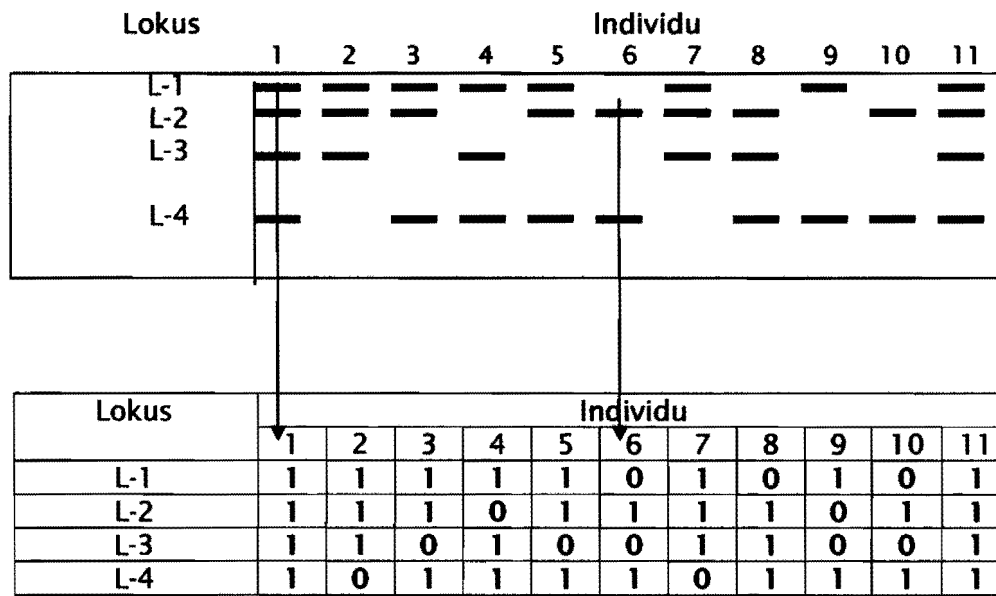 Lokus Individu
1 2 3 4 5 6 7 8 9 10 11
L-1
L-2
L-3
L-4
Lokus Individu
1 2 3 4 5 6 7 8 9 10 11
L-1 1 1 1 1 1 0 1 0 1 0 1
L-2 1 1 1 0 1 1 1 1 0 1 1
L-3 1 1 0 1 0 0 1 1 0 0 1
L-4 1 0 1 1 1 1 0 1 1 1 1